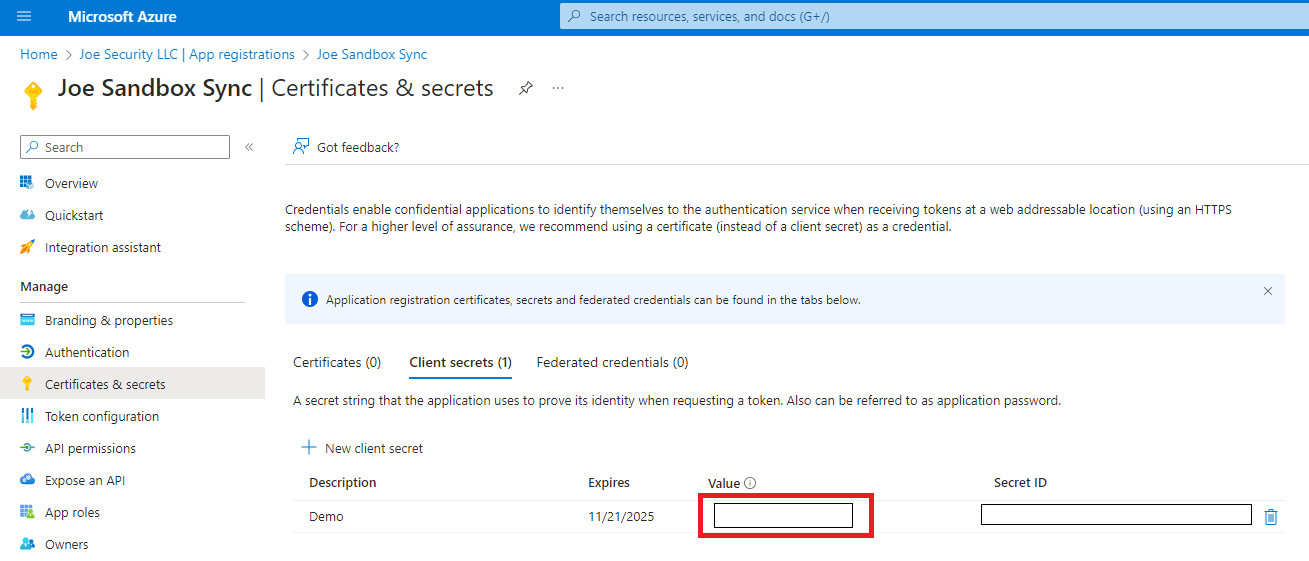 Microsoft Azure
Search resources, services, and docs (G+/)
Home > Joe Security LLC | App registrations > Joe Sandbox Sync
Joe Sandbox Sync | Certificates & secrets
Search
Got feedback?
Overview
Quickstart
Integration assistant
Manage
Branding & properties
Authentication
Certificates & secrets
Token configuration
API permissions
Expose an API
App roles
Owners
Credentials enable confidential applications to identify themselves to the authentication service when receiving tokens at a web addressable location (using an HTTPS
scheme). For a higher level of assurance, we recommend using a certificate (instead of a client secret) as a credential.
Application registration certificates, secrets and federated credentials can be found in the tabs below.
Certificates (0) Client secrets (1) Federated credentials (0)
A secret string that the application uses to prove its identity when requesting a token. Also can be referred to as application password.
New client secret
Description Expires Value Secret ID
Demo 11/21/2025